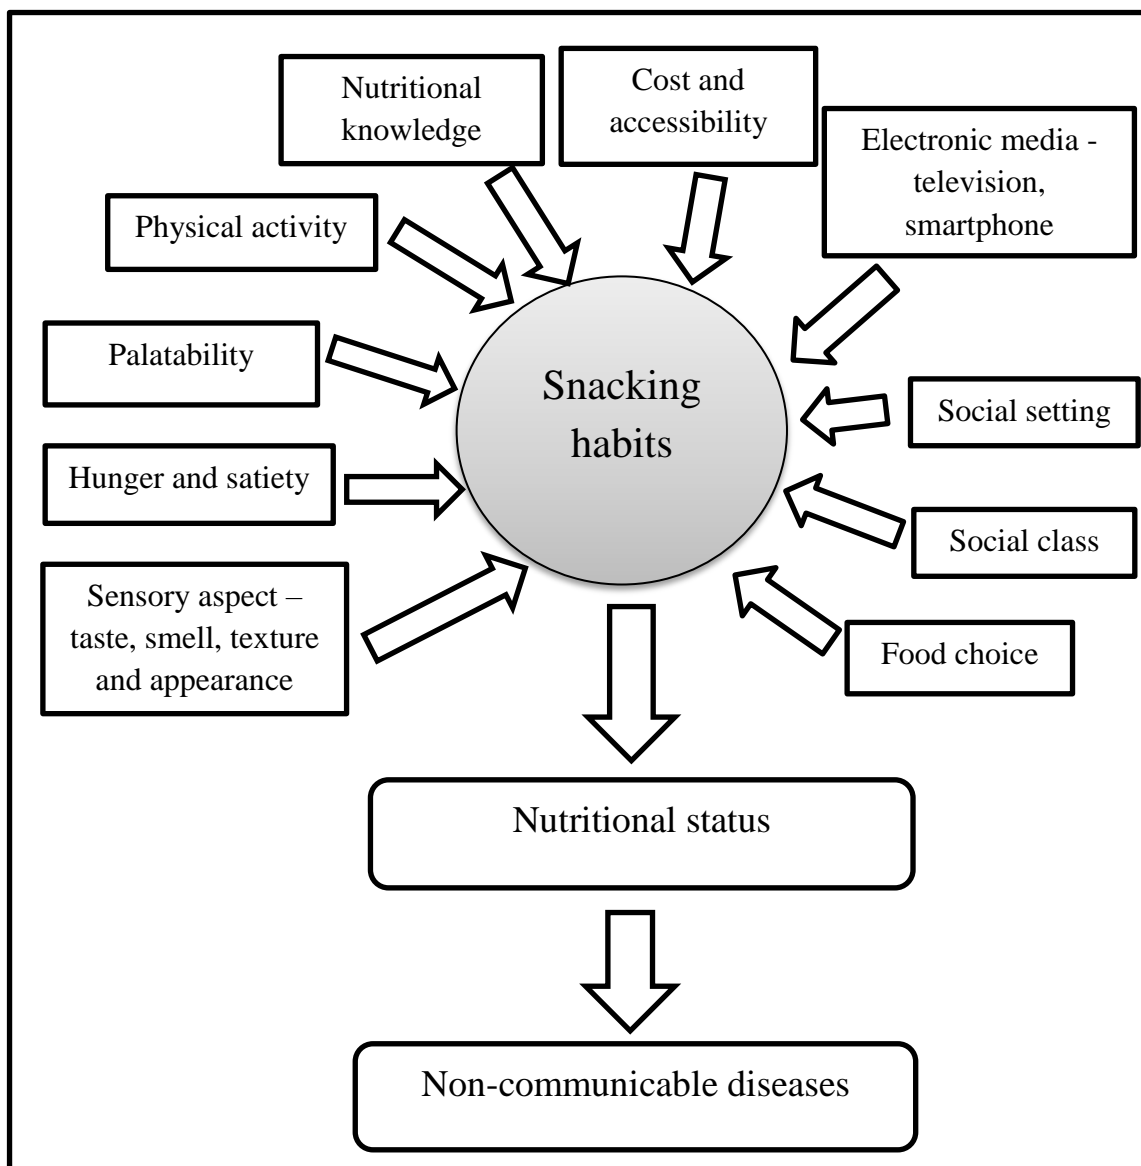 Nutritional
knowledge
Cost and
accessibility
Electronic media -
television,
smartphone
Physical activity
Palatability
Snacking
habits
Social setting
Hunger and satiety
Social class
Sensory aspect –
taste, smell, texture
and appearance
Food choice
Nutritional status
Non-communicable diseases